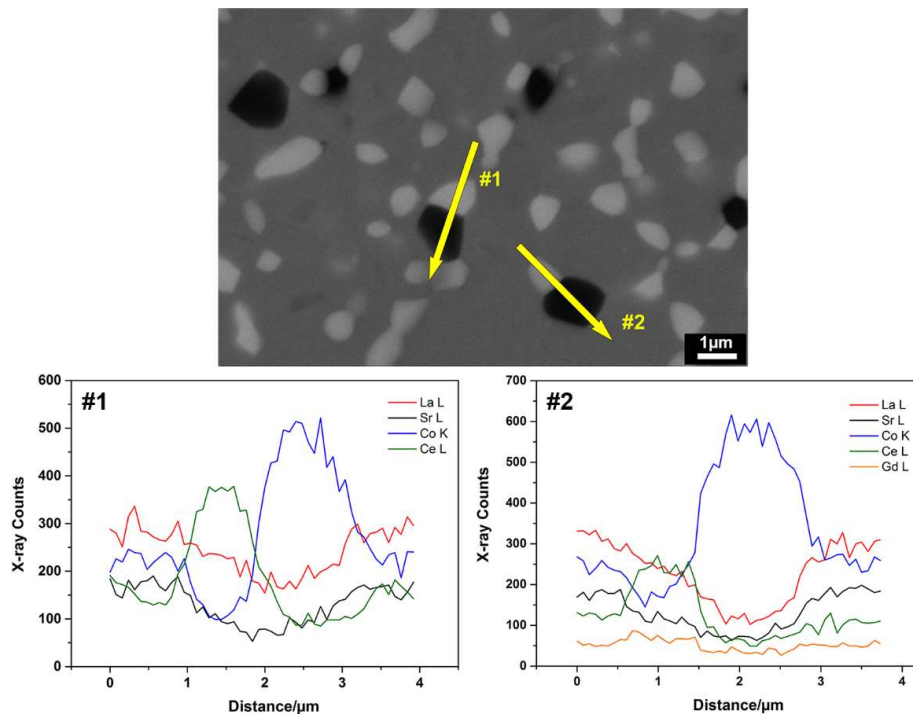 #1
#2
1μm
#1
La L
Sr L
Co K
Ce L
X-ray Counts
600
500
400
300
200
100
0
0 1 2 3 4
Distance/μm
#2
La L
Sr L
Co K
Ce L
Gd L
X-ray Counts
700
600
500
400
300
200
100
0
0 1 2 3 4
Distance/μm